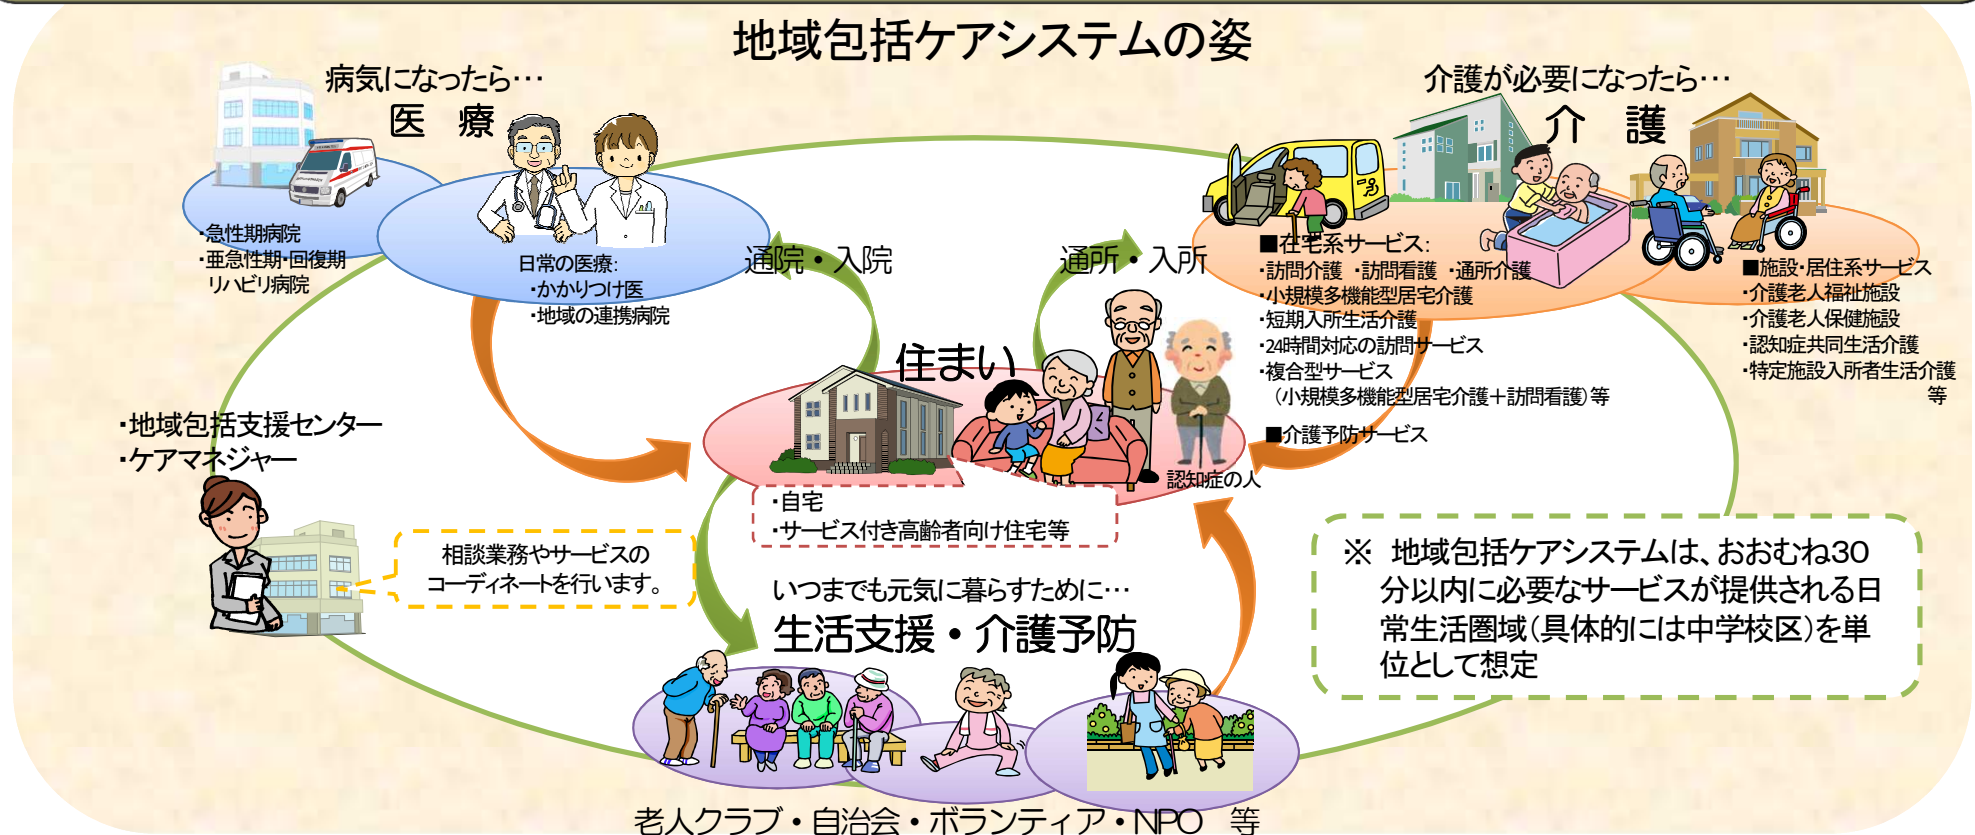 地域包括ケアシステムの姿
病気になったら…
医　療
・急性期病院
・亜急性期・回復期
リハビリ病院
日常の医療：
・かかりつけ医
・地域の連携病院
通院・入院
通所・入所
介護が必要になったら…
介　護
■在宅系サービス：
・訪問介護 ・訪問看護 ・通所介護
・小規模多機能型居宅介護
・短期入所生活介護
・24時間対応の訪問サービス
・複合型サービス
（小規模多機能型居宅介護＋訪問看護）等
■介護予防サービス
■施設・居住系サービス
・介護老人福祉施設
・介護老人保健施設
・認知症共同生活介護
・特定施設入所者生活介護
等
住まい
認知症の人
・自宅
・サービス付き高齢者向け住宅等
・地域包括支援センター
・ケアマネジャー
相談業務やサービスの
コーディネートを行います。
いつまでも元気に暮らすために…
生活支援・介護予防
老人クラブ・自治会・ボランティア・NPO　等
※　地域包括ケアシステムは、おおむね30
分以内に必要なサービスが提供される日
常生活圏域（具体的には中学校区）を単
位として想定